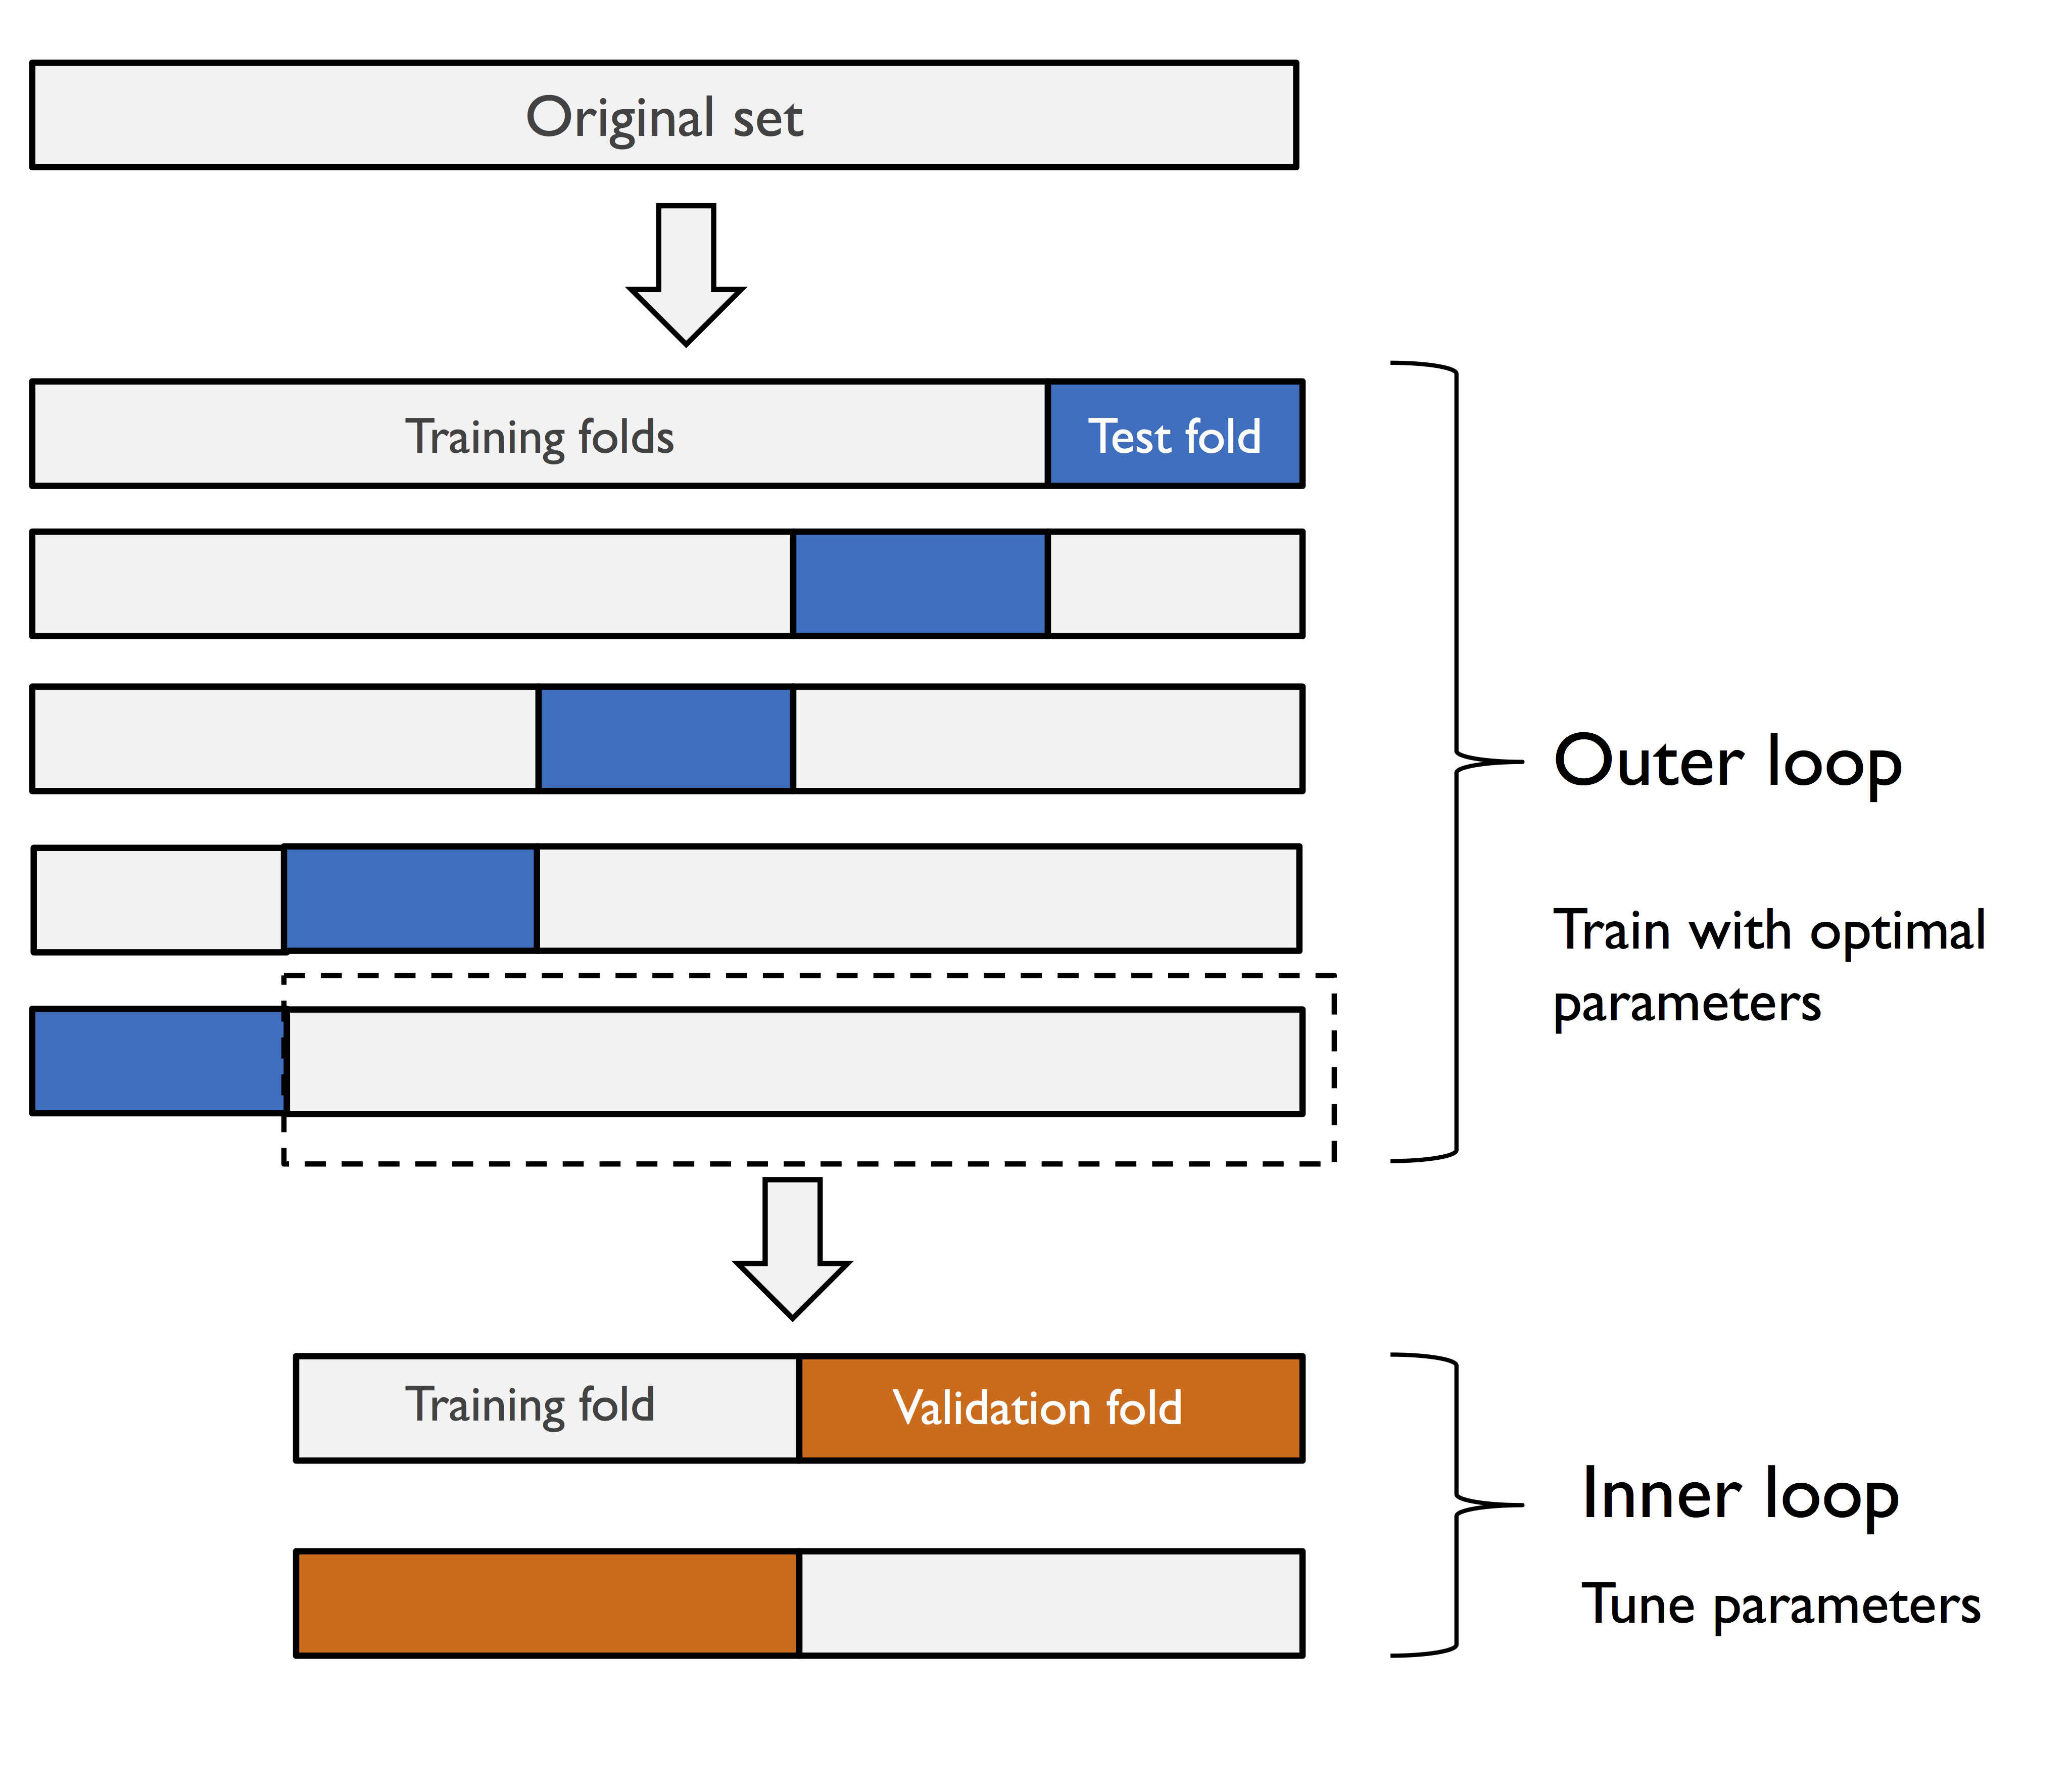 Original set
Training folds
Test fold
Outer loop
Train with optimal
parameters
Training fold
Validation fold
Inner loop
Tune parameters